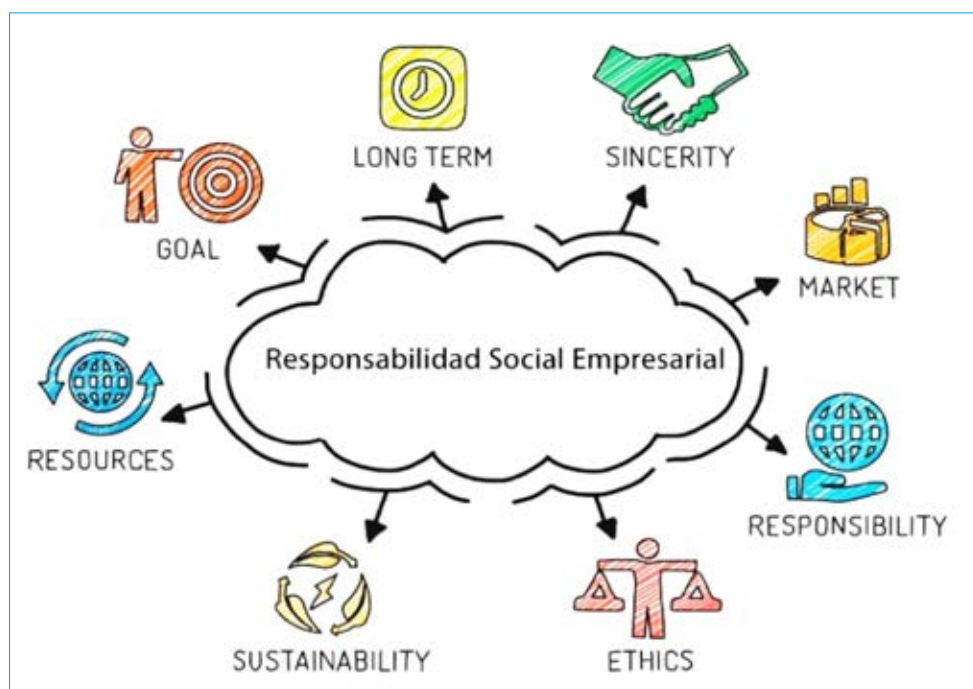 LONG TERM
SINCERITY
GOAL
MARKET
Responsabilidad Social Empresarial
RESOURCES
RESPONSIBILITY
SUSTAINABILITY
ETHICS